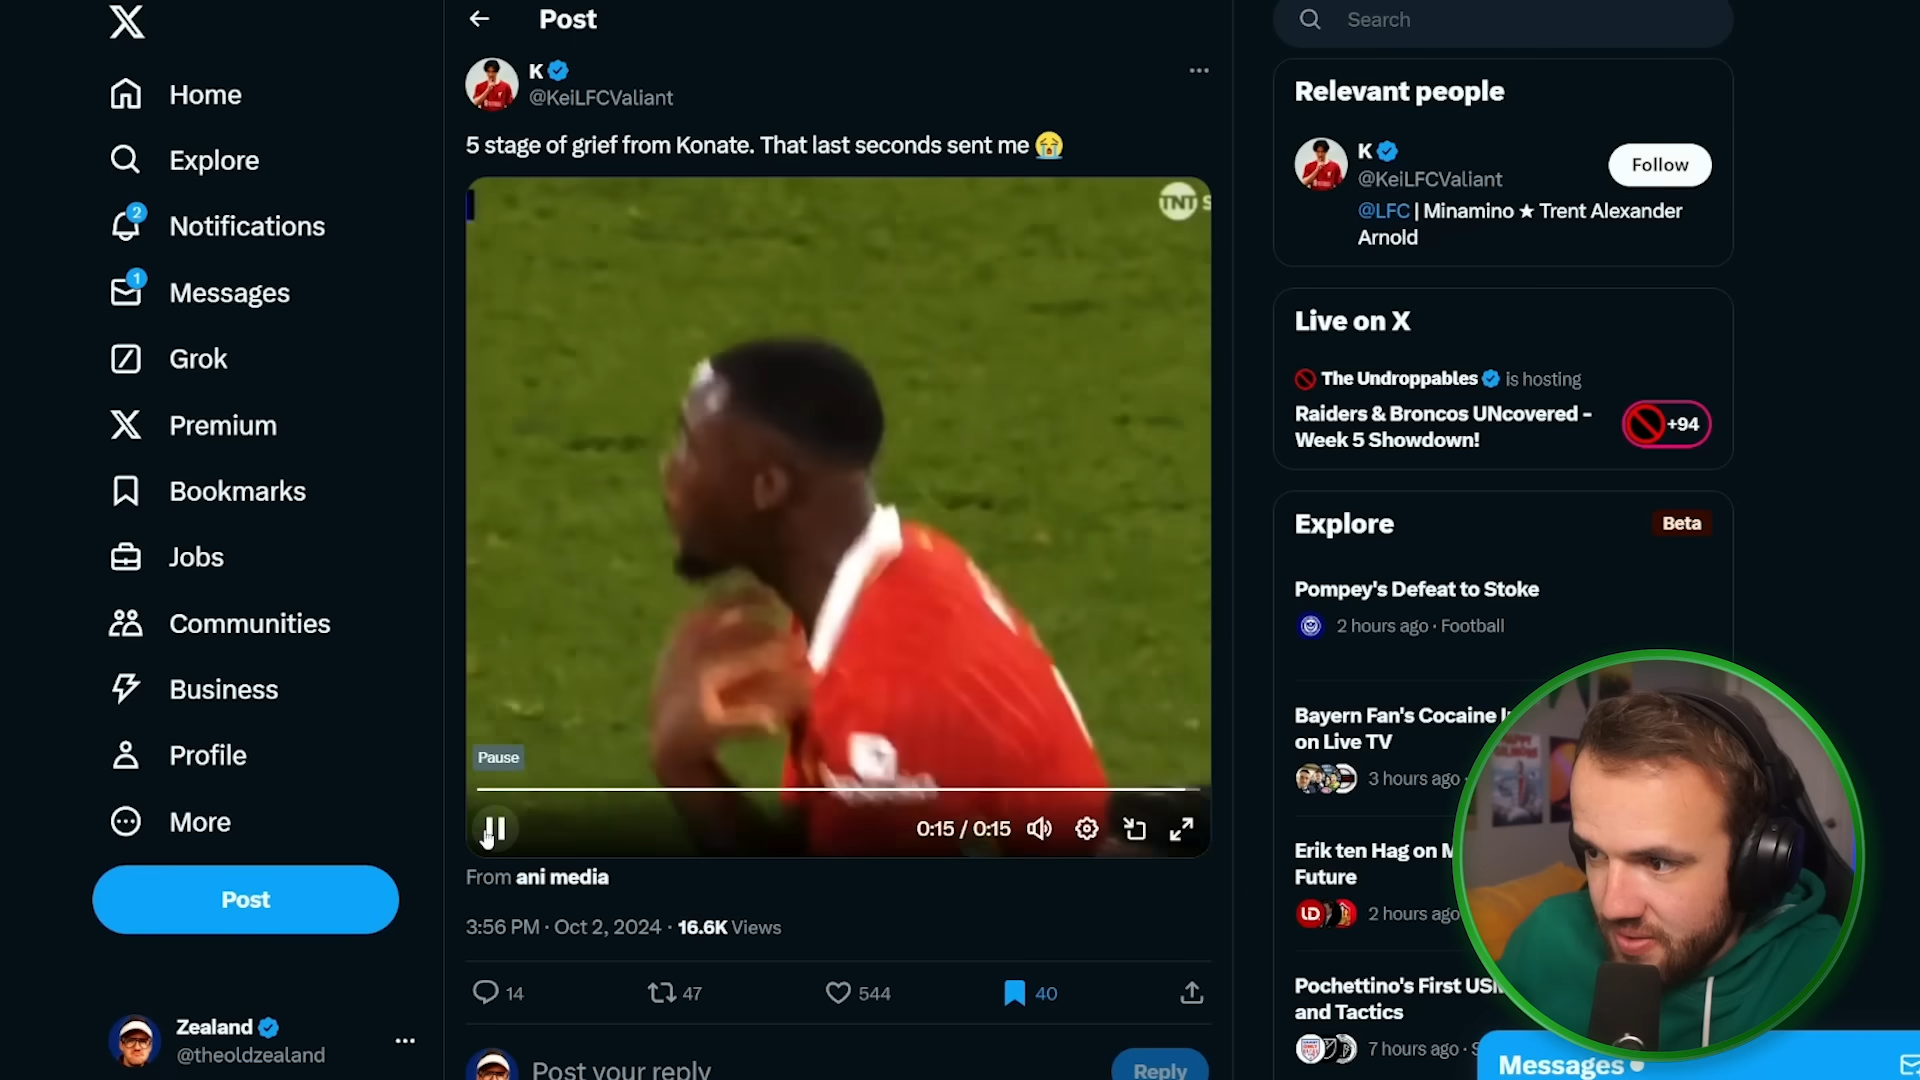 Home
Explore
2
Notifications
1
Messages
Grok
Premium
Bookmarks
Jobs
Communities
Business
Profile
More
Post
Zealand
@theoldzealand
Post
K
@KeiLFCValiant
5 stage of grief from Konate. That last seconds sent me 😭
TNT S
Pause
0:15 / 0:15
From ani media
3:56 PM · Oct 2, 2024 · 16.6K Views
14
47
544
40
Post your reply
Reply
Search
Relevant people
K
@KeiLFCValiant
Follow
@LFC | Minamino ★ Trent Alexander
Arnold
Live on X
The Undroppables is hosting
Raiders & Broncos UNcovered -
Week 5 Showdown!
+94
Explore
Beta
Pompey's Defeat to Stoke
2 hours ago · Football
Bayern Fan's Cocaine
on Live TV
3 hours ago ·
Erik ten Hag on
Future
LD
2 hours ago
Pochettino's First
and Tactics
7 hours ago ·
Messages